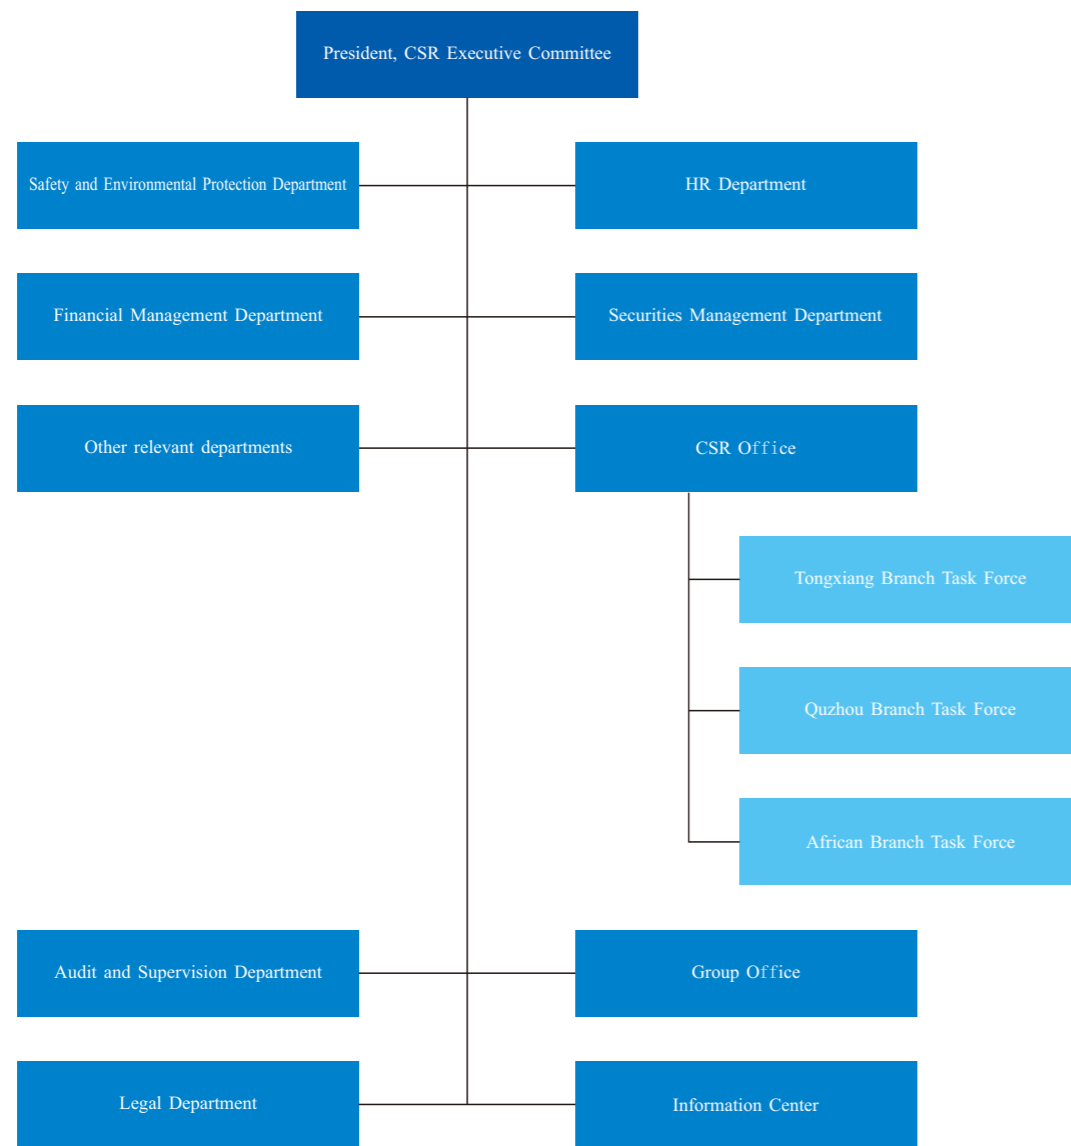 President, CSR Executive Committee
Safety and Environmental Protection Department
HR Department
Financial Management Department
Securities Management Department
Other relevant departments
CSR Office
Tongxiang Branch Task Force
Quzhou Branch Task Force
African Branch Task Force
Audit and Supervision Department
Group Office
Legal Department
Information Center